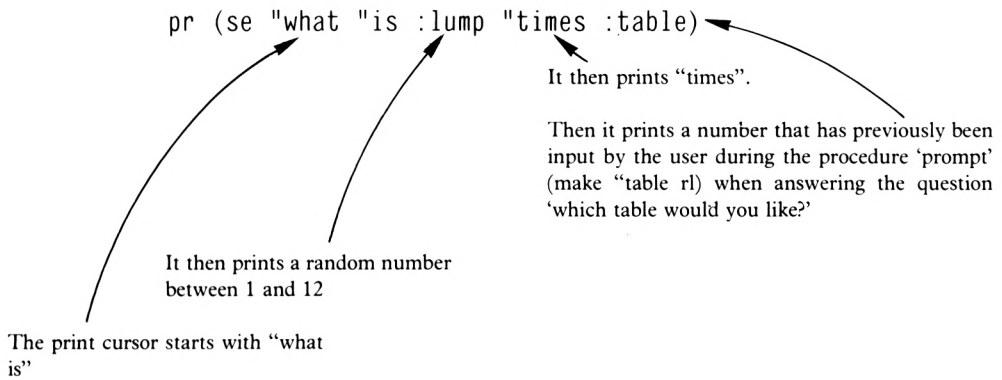 pr (se "what "is :lump "times :table)
It then prints “times”.
Then it prints a number that has previously been
input by the user during the procedure ‘prompt’
(make “table rl) when answering the question
‘which table would you like?’
It then prints a random number
between 1 and 12
The print cursor starts with “what
is”